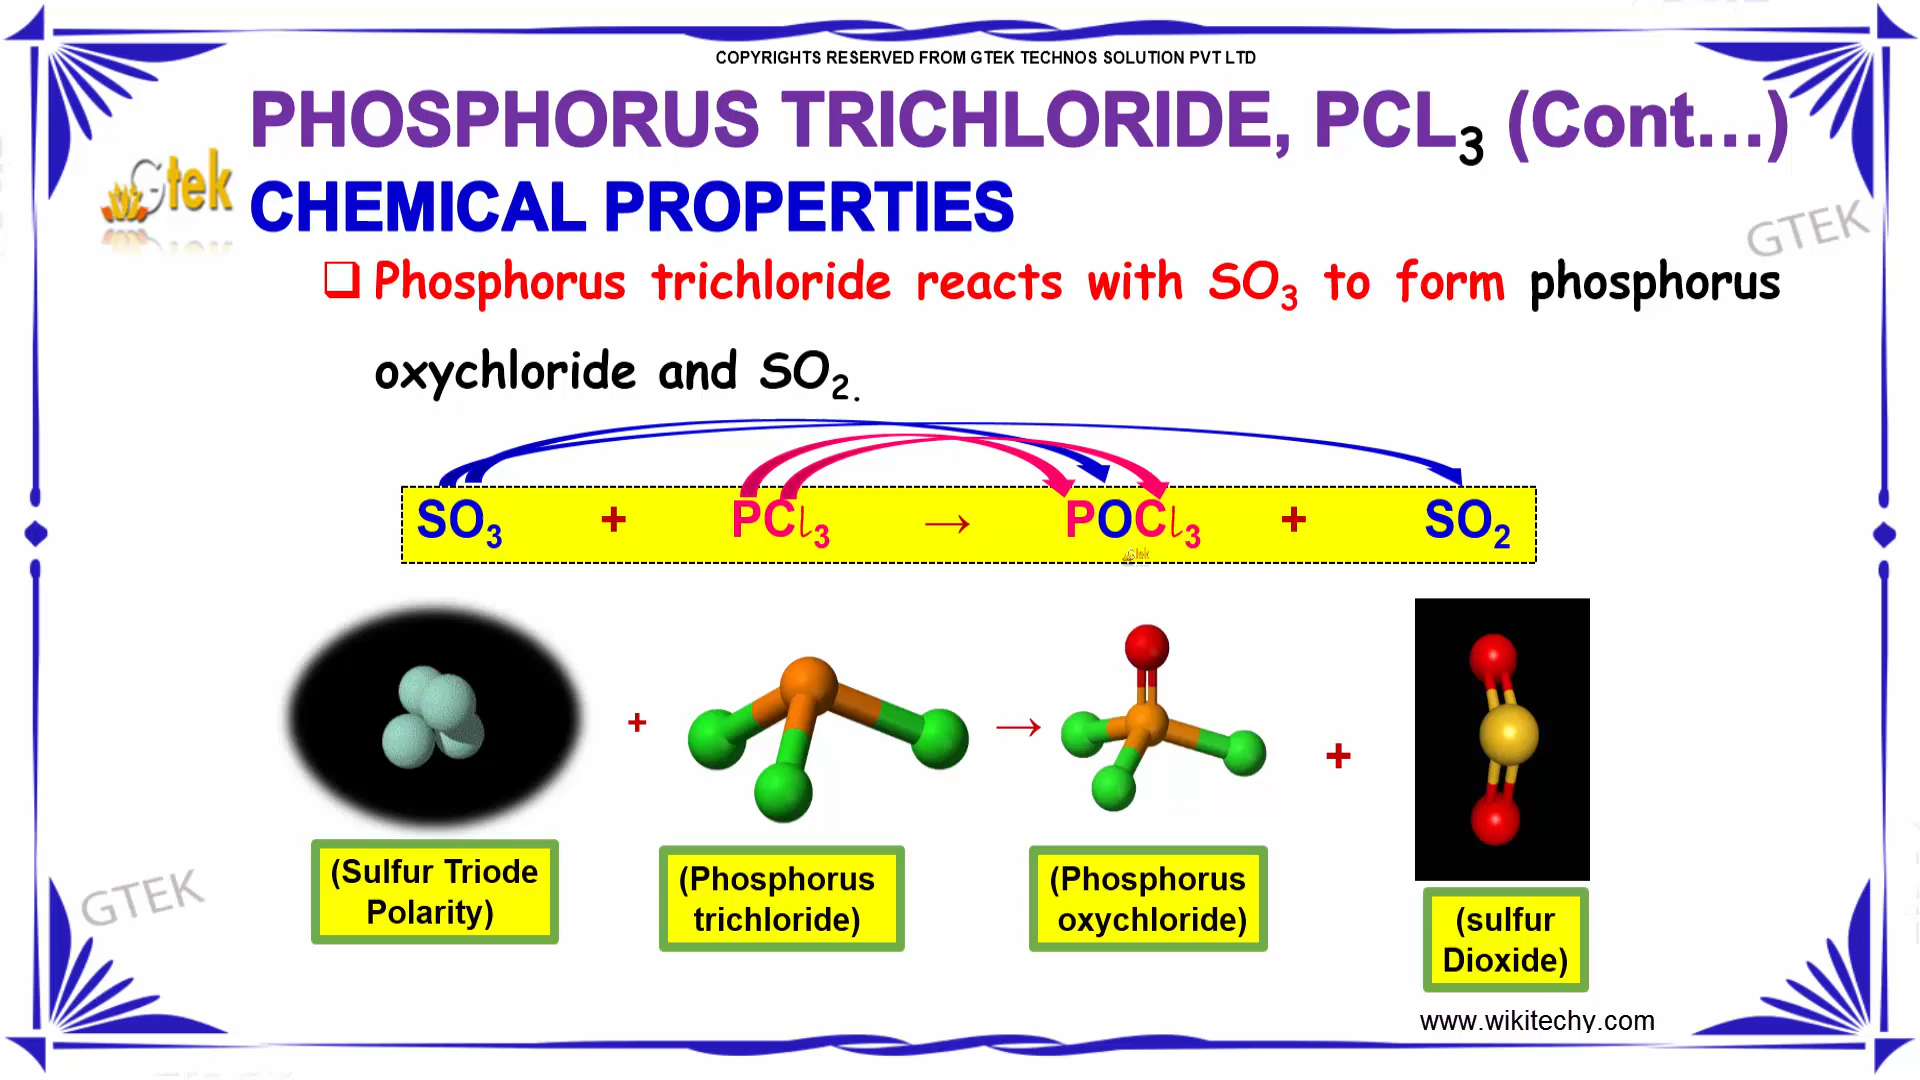 COPYRIGHTS RESERVED FROM GTEK TECHNOS SOLUTION PVT LTD
PHOSPHORUS TRICHLORIDE, PCL₃ (Cont...)
Gtek
CHEMICAL PROPERTIES
GTEK
❑ Phosphorus trichloride reacts with SO₃ to form phosphorus
oxychloride and SO₂.
SO₃ + PCl₃ → POCl₃ + SO₂
Gtek
+ → +
(Sulfur Triode
Polarity)
(Phosphorus
trichloride)
(Phosphorus
oxychloride)
(sulfur
Dioxide)
GTEK
www.wikitechy.com